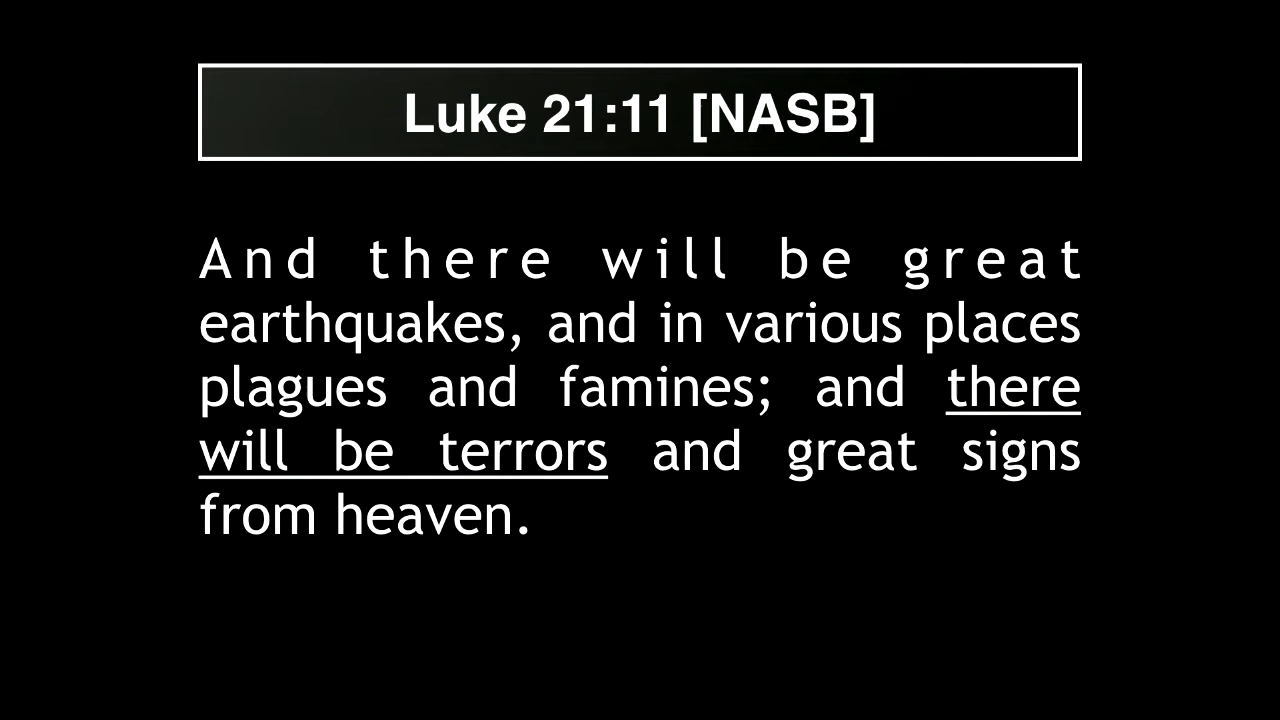 Luke 21:11 [NASB]
And there will be great
earthquakes, and in various places
plagues and famines; and there
will be terrors and great signs
from heaven.